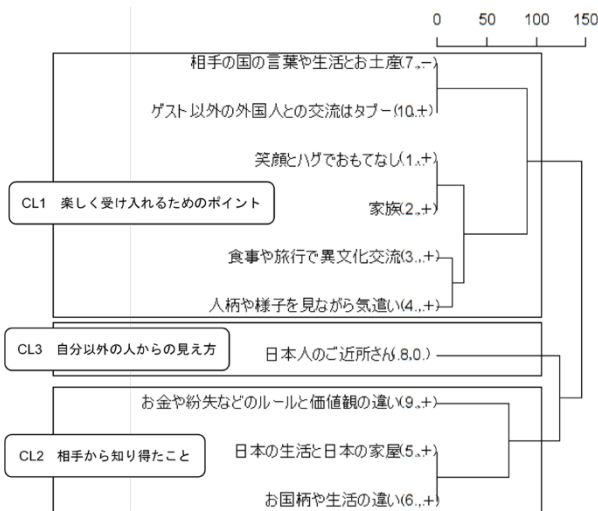 0 50 100 150
相手の国の言葉や生活とお土産(7.,−)
ゲスト以外の外国人との交流はタブー(10.,+)
笑顔とハグでおもてなし(1.,+)
CL1 楽しく受け入れるためのポイント
家族(2.,+)
食事や旅行で異文化交流(3.,+)
人柄や様子を見ながら気遣い(4.,+)
CL3 自分以外の人からの見え方
日本人のご近所さん(.8,0.)
お金や紛失などのルールと価値観の違い(9.,+)
CL2 相手から知り得たこと
日本の生活と日本の家屋(5.,+)
お国柄や生活の違い(6.,+)